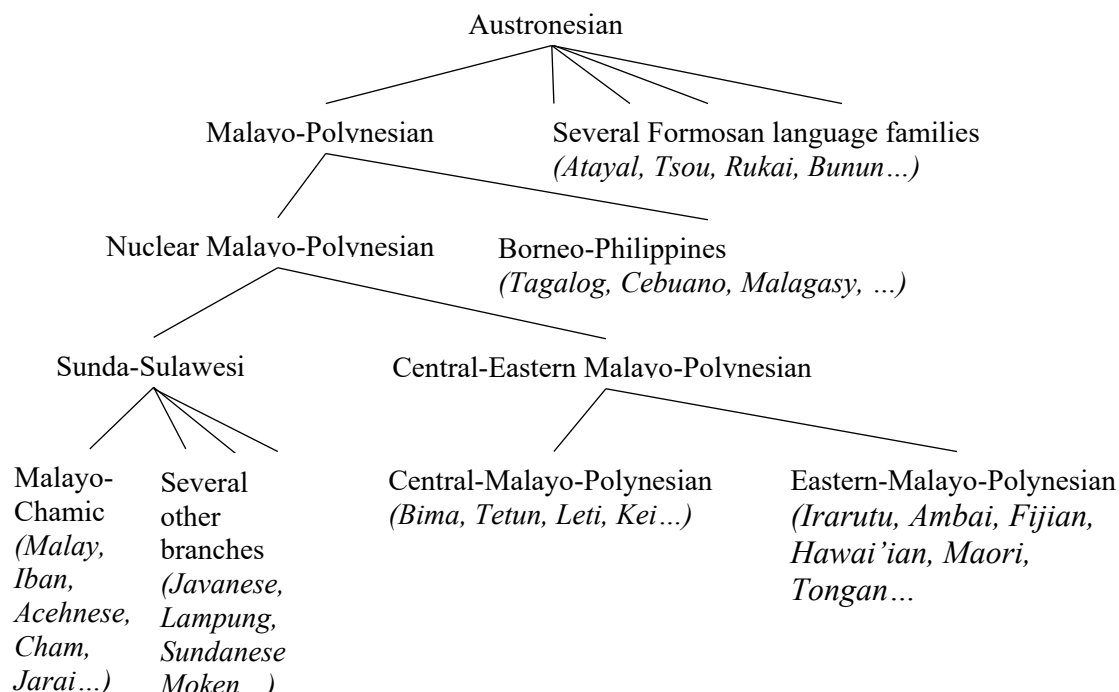 Austronesian
Malayo-Polynesian
Several Formosan language families
(Atayal, Tsou, Rukai, Bunun…)
Nuclear Malayo-Polynesian
Borneo-Philippines
(Tagalog, Cebuano, Malagasy, …)
Sunda-Sulawesi
Central-Eastern Malayo-Polynesian
Malayo-
Chamic
(Malay,
Iban,
Acehnese,
Cham,
Jarai…)
Several
other
branches
(Javanese,
Lampung,
Sundanese
Moken…)
Central-Malayo-Polynesian
(Bima, Tetun, Leti, Kei…)
Eastern-Malayo-Polynesian
(Irarutu, Ambai, Fijian,
Hawai’ian, Maori,
Tongan…